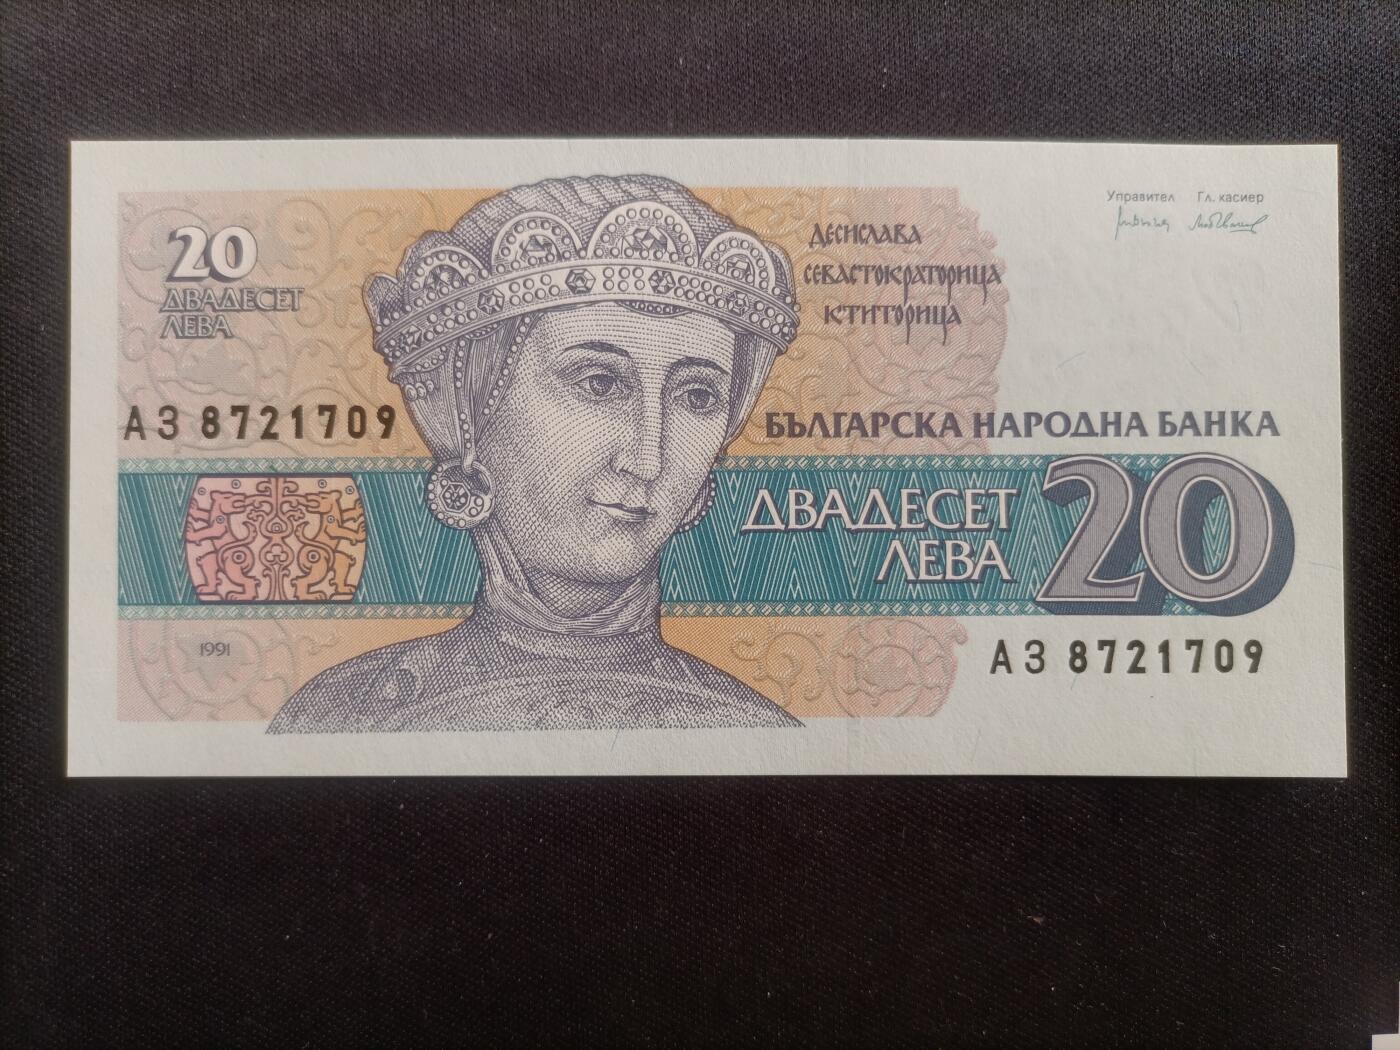 20
ДВАДЕСЕТ
ЛЕВА
ДЕСИСЛАВА
СЕВАСТОКРАТОРИЦА
КТИТОРИЦА
Управител Гл. касиер
АЗ 8721709
БЪЛГАРСКА НАРОДНА БАНКА
ДВАДЕСЕТ
ЛЕВА
20
1991
АЗ 8721709